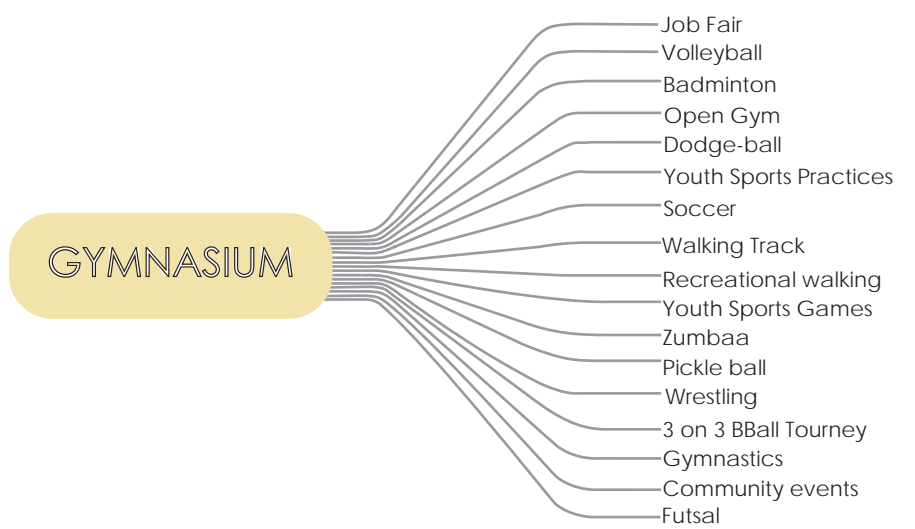 GYMNASIUM
Job Fair
Volleyball
Badminton
Open Gym
Dodge-ball
Youth Sports Practices
Soccer
Walking Track
Recreational walking
Youth Sports Games
Zumbaa
Pickle ball
Wrestling
3 on 3 BBall Tourney
Gymnastics
Community events
Futsal